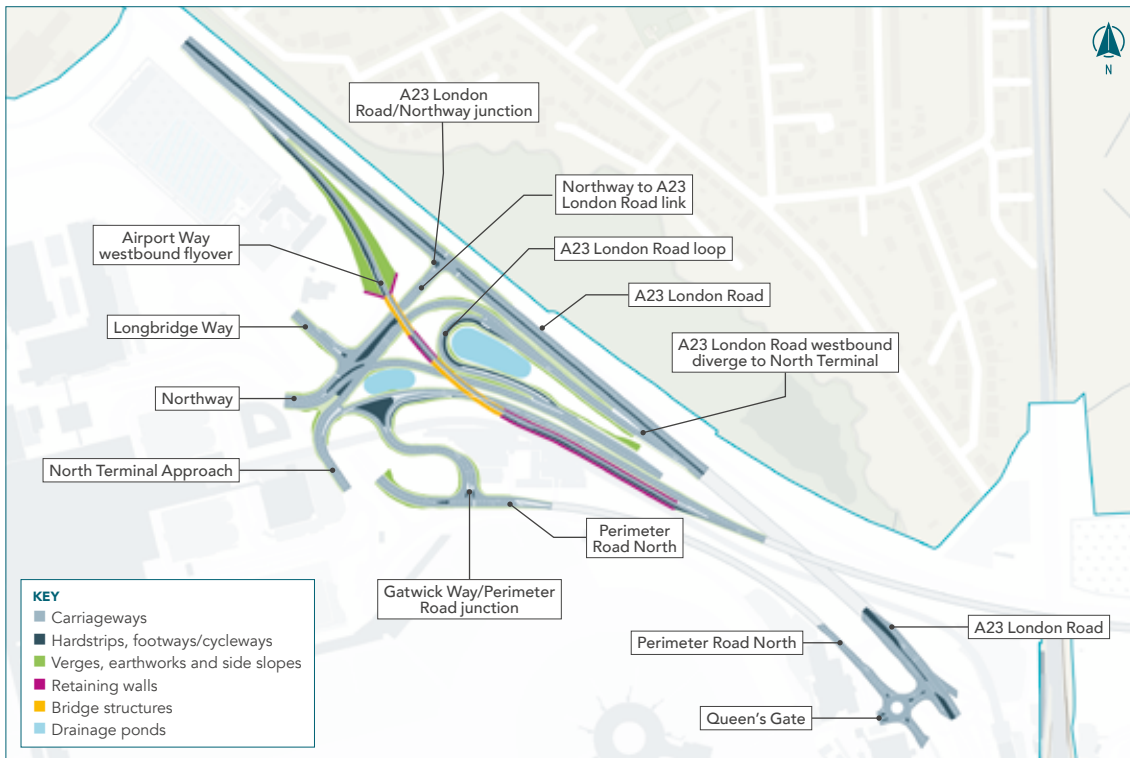 N
A23 London
Road/Northway junction
Northway to A23
London Road link
A23 London Road loop
Airport Way
westbound flyover
A23 London Road
Longbridge Way
A23 London Road westbound
diverge to North Terminal
Northway
North Terminal Approach
Perimeter
Road North
Gatwick Way/Perimeter
Road junction
A23 London Road
Perimeter Road North
Queen's Gate
KEY
Carriageways
Hardstrips, footways/cycleways
Verges, earthworks and side slopes
Retaining walls
Bridge structures
Drainage ponds